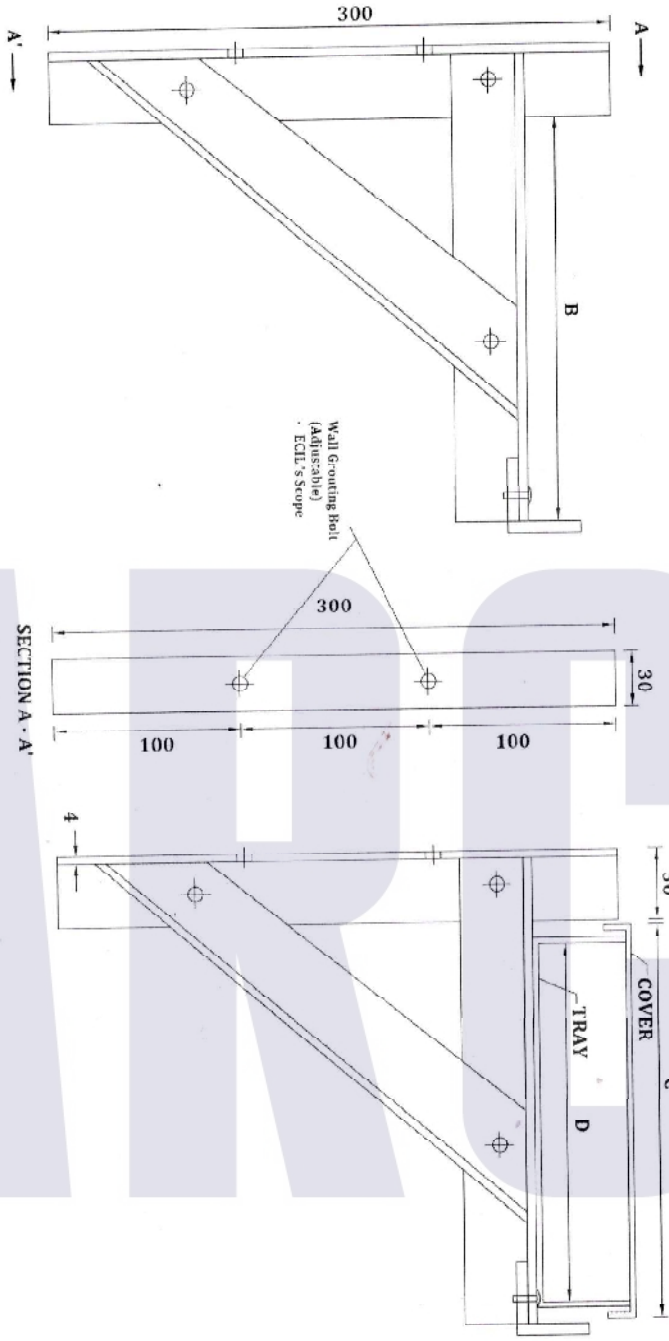 300
A'
A
B
Wall Grouting Bolt
(Adjustable)
ECIL's Scope
300
30
100
100
100
SECTION A - A'
4
COVER
TRAY
D